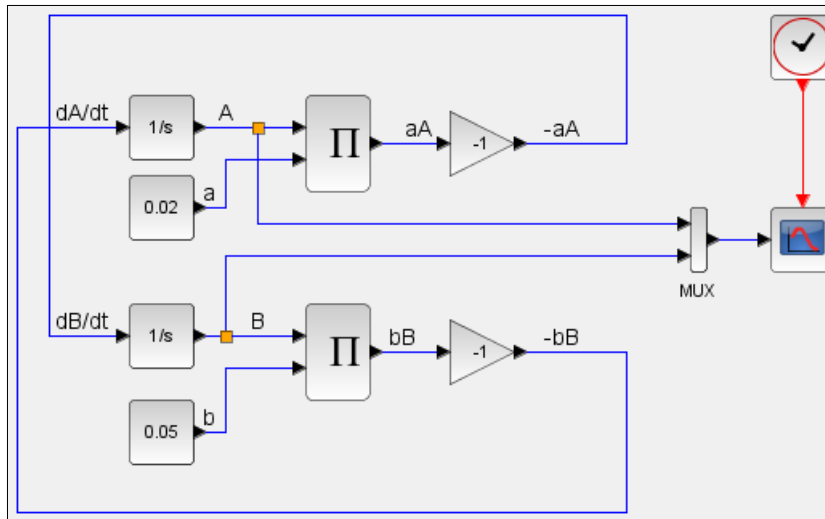 dA/dt
1/s
A
Π
aA
-1
-aA
0.02
a
MUX
dB/dt
1/s
B
Π
bB
-1
-bB
0.05
b